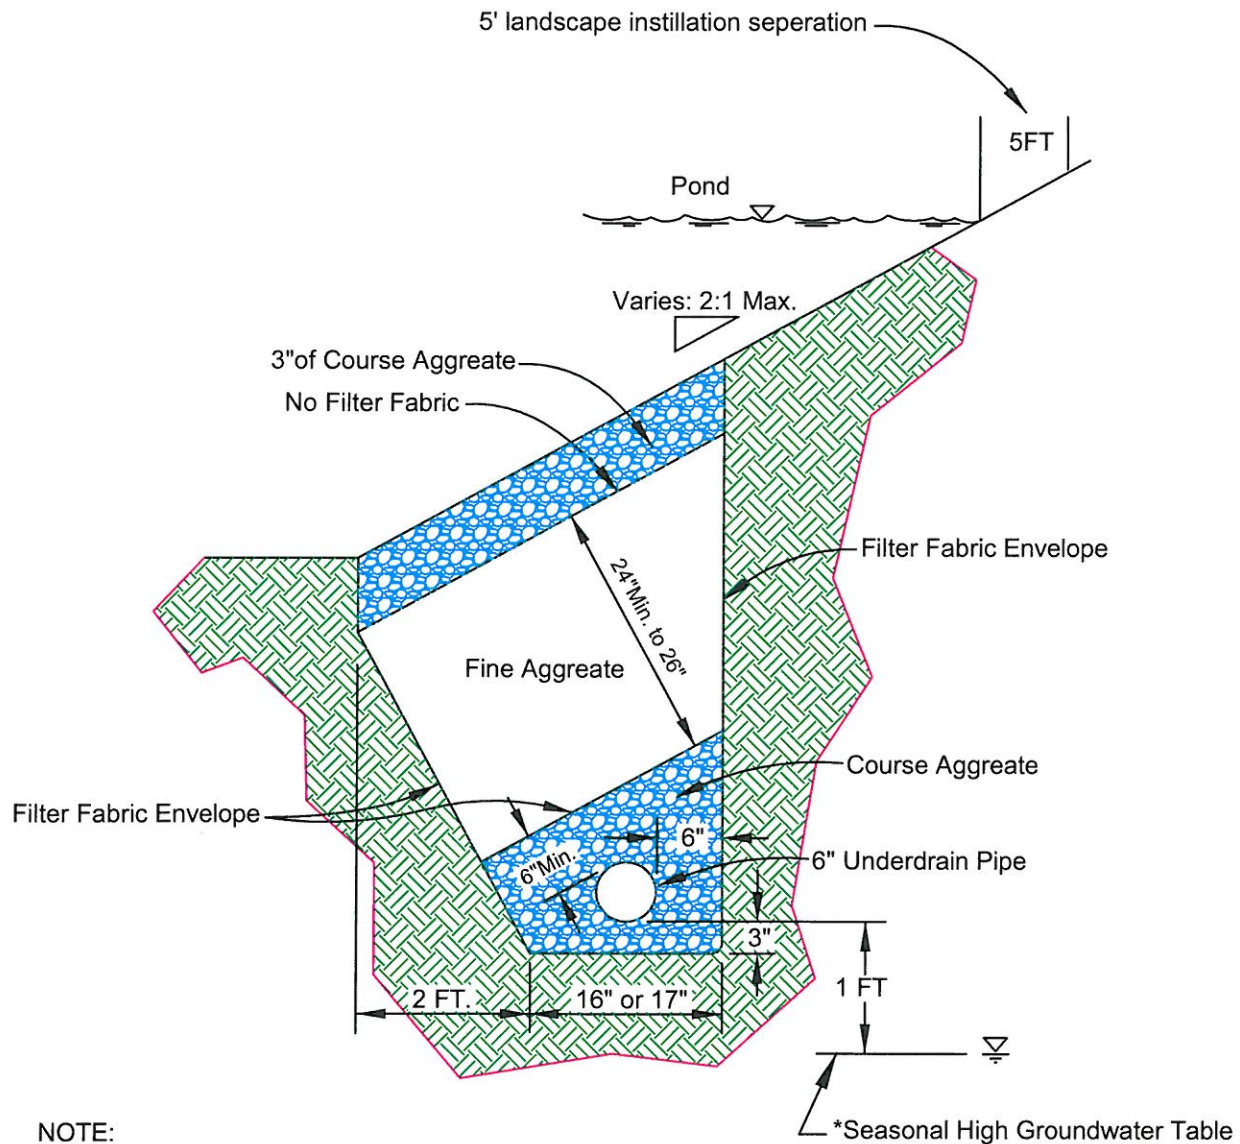 5' landscape instillation seperation
5FT
Pond
Varies: 2:1 Max.
3"of Course Aggreate
No Filter Fabric
Filter Fabric Envelope
24"Min. to 26"
Fine Aggreate
Course Aggreate
Filter Fabric Envelope
6"
6"Min.
6" Underdrain Pipe
3"
1 FT
2 FT.
16" or 17"
NOTE:
*Seasonal High Groundwater Table